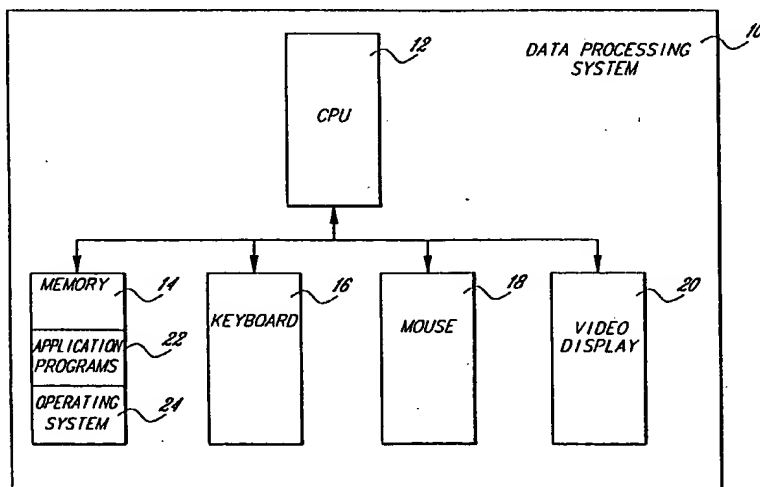 10
DATA PROCESSING
SYSTEM
12
CPU
MEMORY
14
APPLICATION
PROGRAMS
22
OPERATING
SYSTEM
24
KEYBOARD
16
MOUSE
18
VIDEO
DISPLAY
20